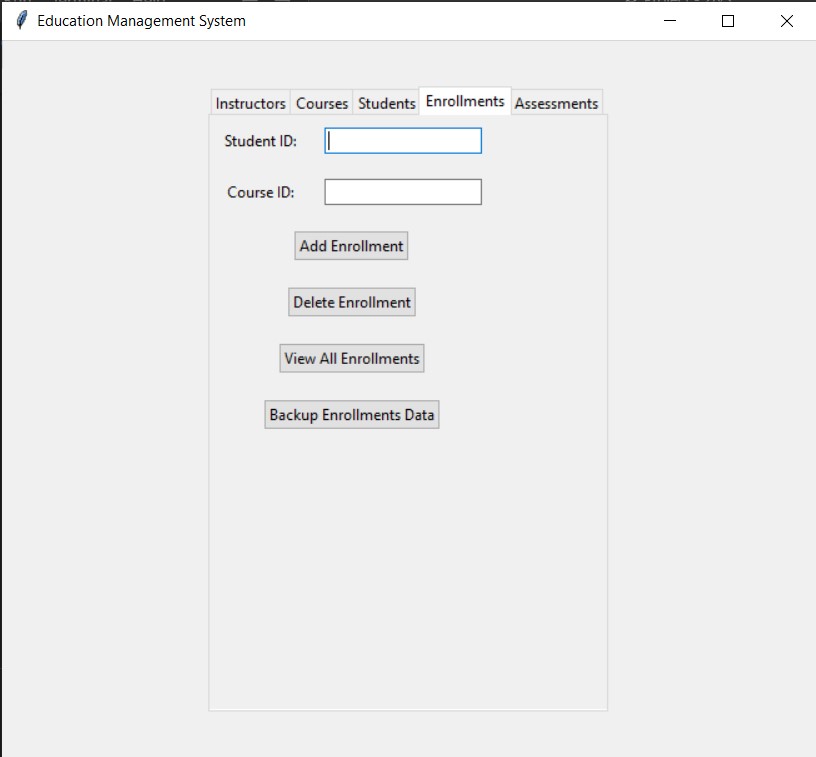 Education Management System
Instructors Courses Students Enrollments Assessments
Student ID:
Course ID:
Add Enrollment
Delete Enrollment
View All Enrollments
Backup Enrollments Data